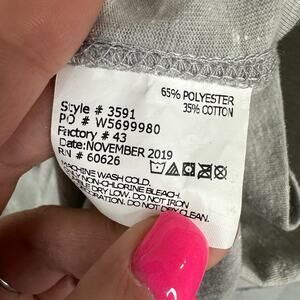 65% POLYESTER
35% COTTON
Style # 3591
PO # W5699980
Factory # 43
Date:NOVEMBER 2019
RN # 60626
MACHINE WASH COLD.
ONLY NON-CHLORINE BLEACH
DRY LOW. DO NOT IRON
DO NOT DRY CLEAN.